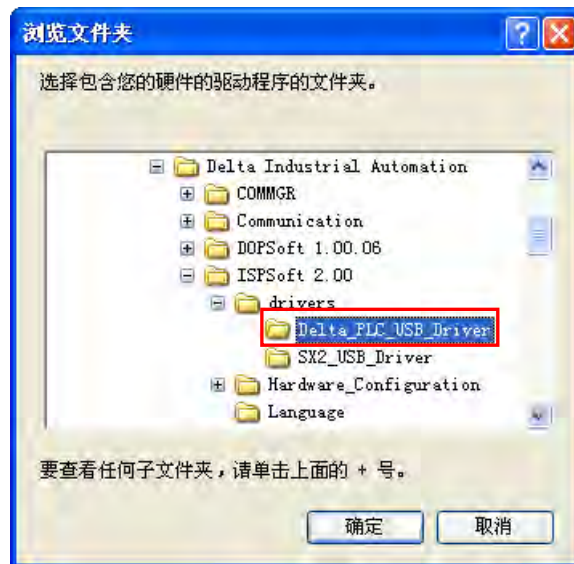 浏览文件夹
选择包含您的硬件的驱动程序的文件夹。
Delta Industrial Automation
COMMGR
Communication
DOPSoft 1.00.06
ISPSoft 2.00
drivers
Delta_PLC_USB_Driver
SX2_USB_Driver
Hardware_Configuration
Language
要查看任何子文件夹，请单击上面的 + 号。
确定 取消